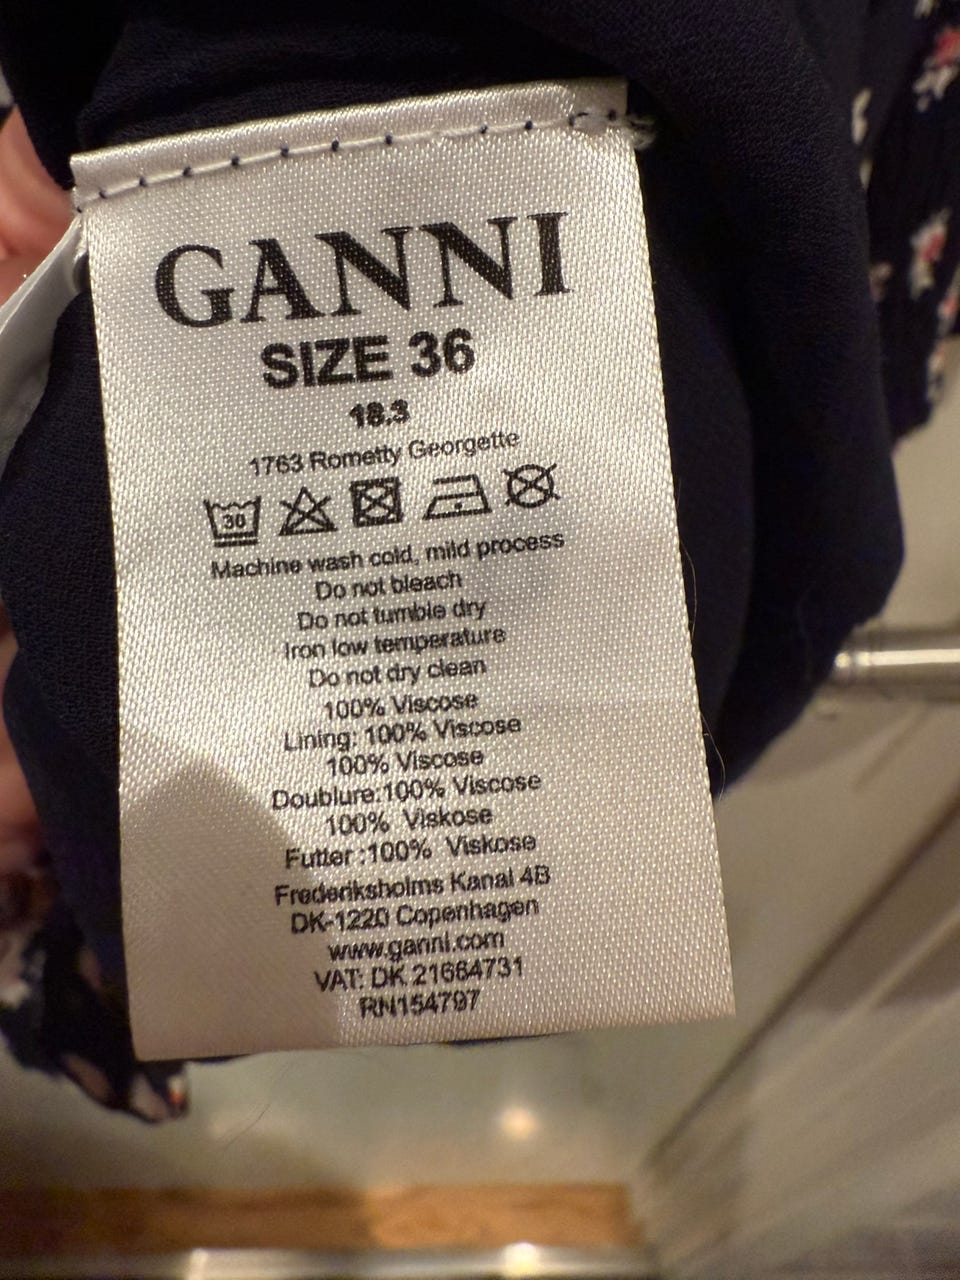 GANNI
SIZE 36
18.3
1763 Rometty Georgette
30
Machine wash cold, mild process
Do not bleach
Do not tumble dry
Iron low temperature
Do not dry clean
100% Viscose
Lining: 100% Viscose
100% Viscose
Doublure:100% Viscose
100% Viskose
Futter :100% Viskose
Frederiksholms Kanal 4B
DK-1220 Copenhagen
www.ganni.com
VAT: DK 21664731
RN154797